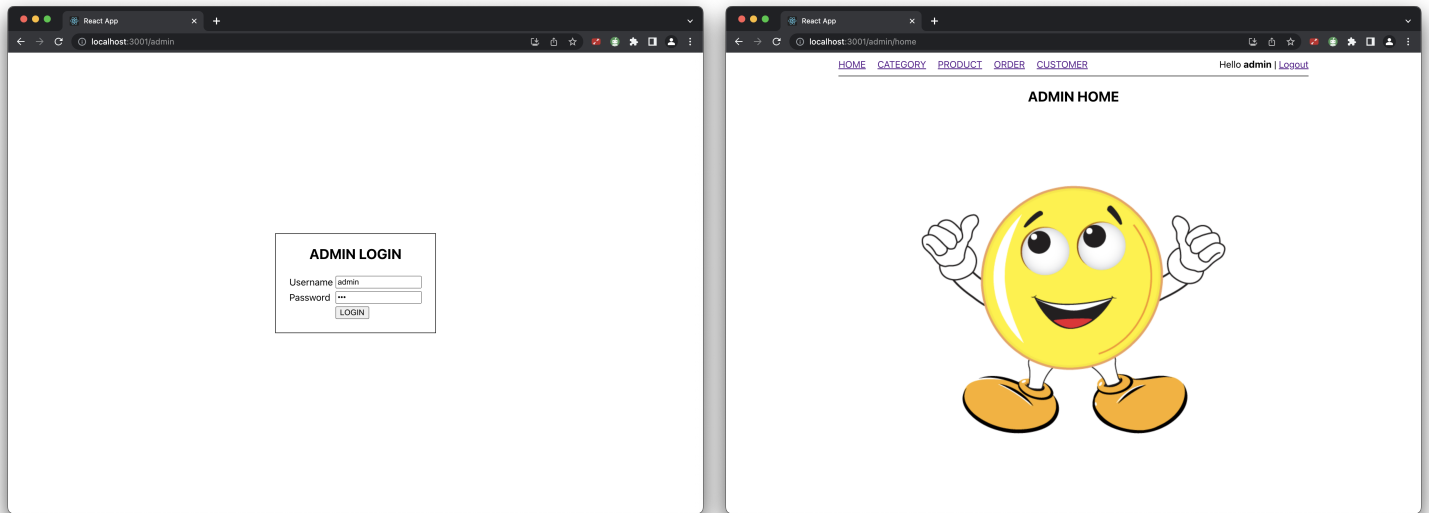 React App
localhost:3001/admin
ADMIN LOGIN
Username admin
Password •••
LOGIN
React App
localhost:3001/admin/home
HOME CATEGORY PRODUCT ORDER CUSTOMER Hello admin | Logout
ADMIN HOME